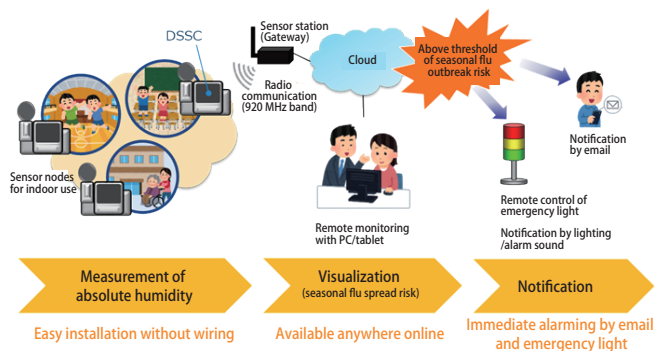 DSSC
Sensor station
(Gateway)
Radio
communication
(920 MHz band)
Cloud
Above threshold
of seasonal flu
outbreak risk
Sensor nodes
for indoor use
Remote monitoring
with PC/tablet
Notification
by email
Remote control of
emergency light
Notification by lighting
/alarm sound
Measurement of
absolute humidity
Visualization
(seasonal flu spread risk)
Notification
Easy installation without wiring
Available anywhere online
Immediate alarming by email
and emergency light